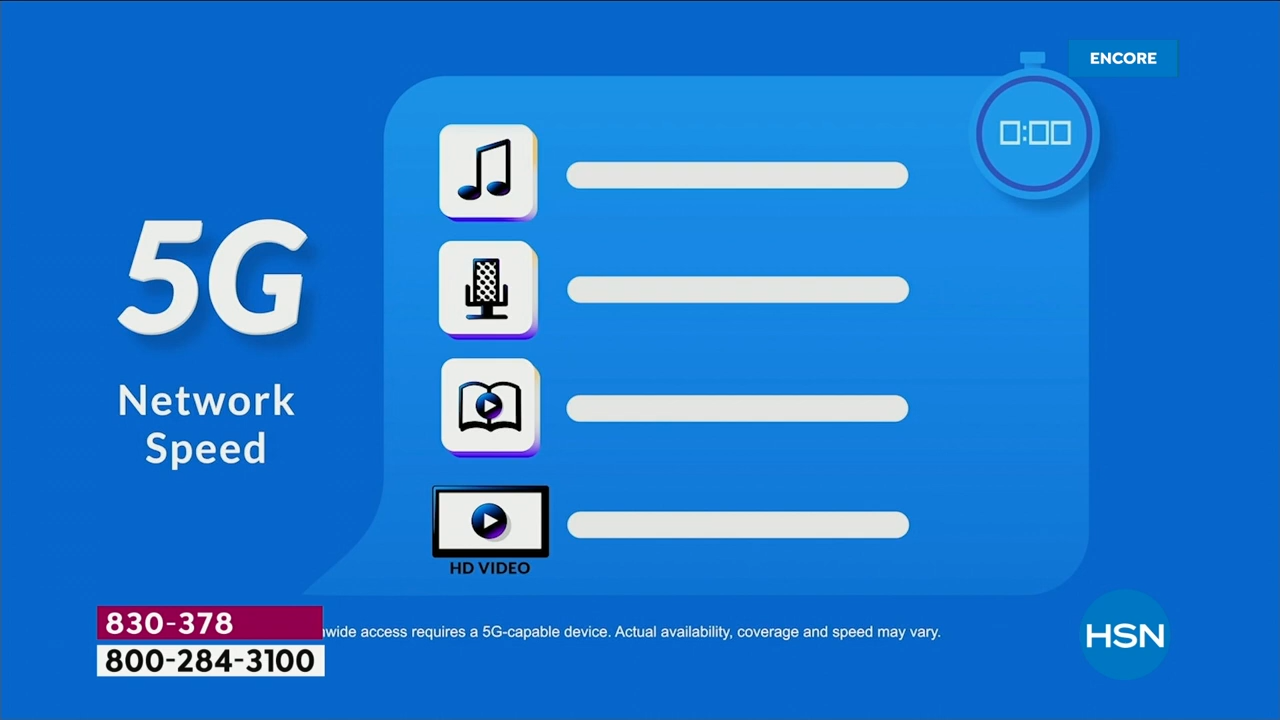 ENCORE
0:00
5G
Network
Speed
HD VIDEO
830-378
access requires a 5G-capable device. Actual availability, coverage and speed may vary.
800-284-3100
HSN